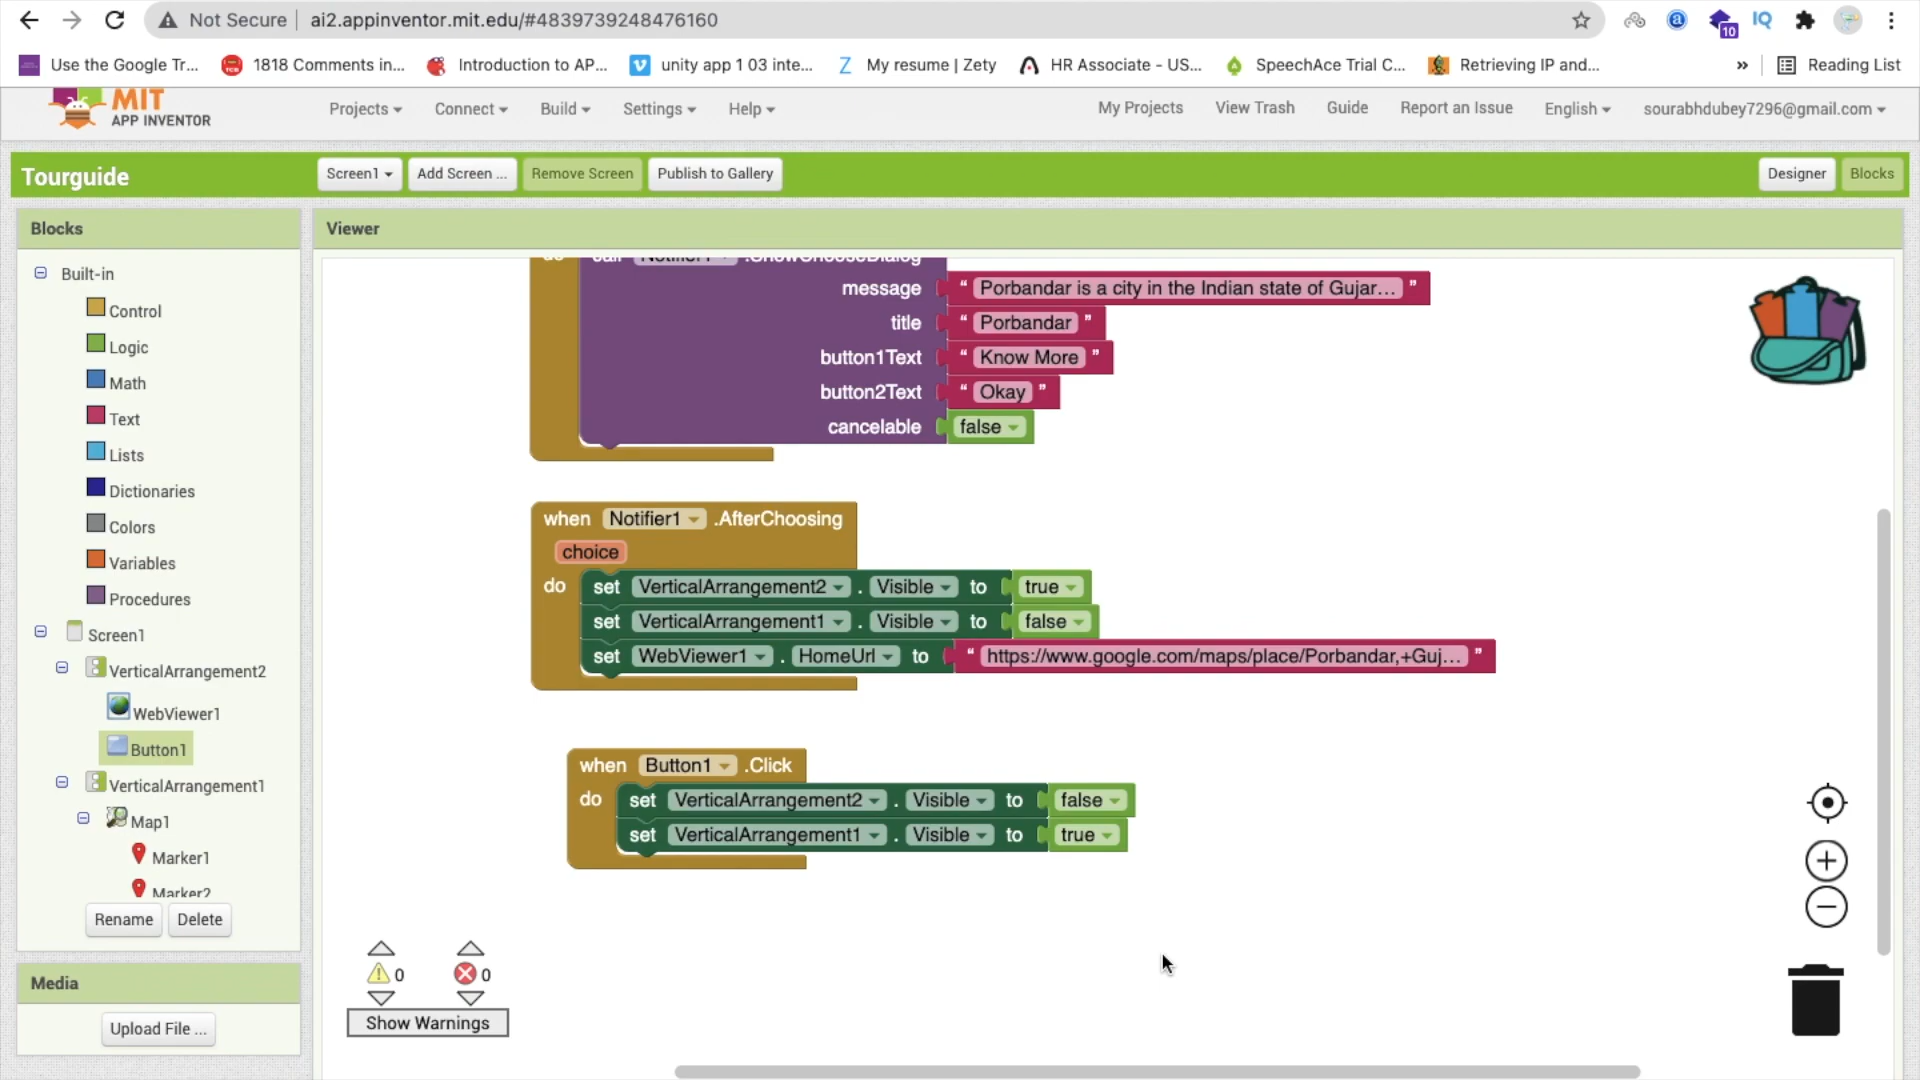 Not Secure
ai2.appinventor.mit.edu/#4839739248476160
10
IQ
Use the Google Tr...
1818 Comments in...
Introduction to AP...
unity app 1 03 inte...
My resume | Zety
HR Associate - US...
SpeechAce Trial C...
Retrieving IP and...
»
Reading List
MIT
APP INVENTOR
Projects
Connect
Build
Settings
Help
My Projects
View Trash
Guide
Report an Issue
English
sourabhdubey7296@gmail.com
Tourguide
Screen1
Add Screen ...
Remove Screen
Publish to Gallery
Designer
Blocks
Blocks
Built-in
Control
Logic
Math
Text
Lists
Dictionaries
Colors
Variables
Procedures
Screen1
VerticalArrangement2
WebViewer1
Button1
VerticalArrangement1
Map1
Marker1
Marker2
Rename
Delete
Media
Upload File ...
Viewer
do call Notifier1 .ShowChooseDialog
message “ Porbandar is a city in the Indian state of Gujar... ”
title “ Porbandar ”
button1Text “ Know More ”
button2Text “ Okay ”
cancelable false
when Notifier1 .AfterChoosing
choice
do set VerticalArrangement2 . Visible to true
set VerticalArrangement1 . Visible to false
set WebViewer1 . HomeUrl to “ https://www.google.com/maps/place/Porbandar,+Guj... ”
when Button1 .Click
do set VerticalArrangement2 . Visible to false
set VerticalArrangement1 . Visible to true
0
0
Show Warnings